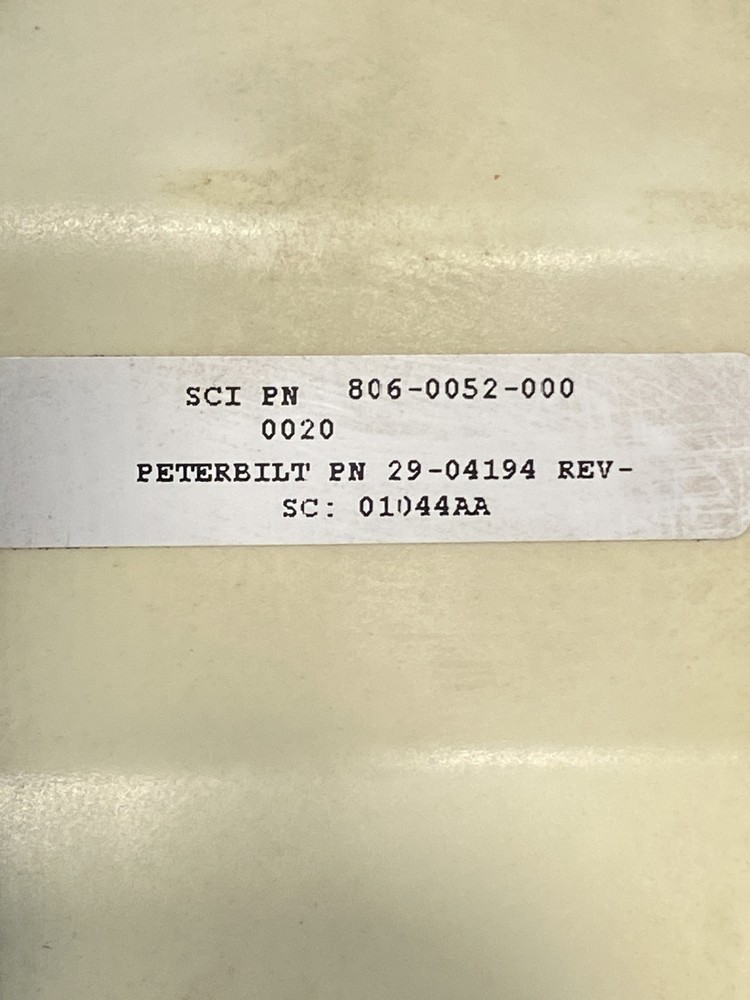 SCI PN 806-0052-000
0020
PETERBILT PN 29-04194 REV-
SC: 01044AA